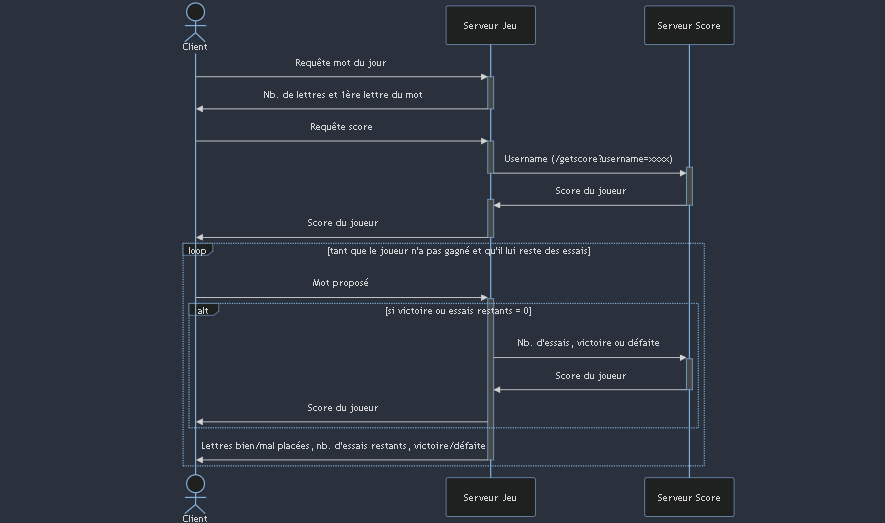 Serveur Jeu
Serveur Score
Client
Requête mot du jour
Nb. de lettres et 1ère lettre du mot
Requête score
Username (/getscore?username=xxxx)
Score du joueur
Score du joueur
loop
[tant que le joueur n'a pas gagné et qu'il lui reste des essais]
Mot proposé
alt
[si victoire ou essais restants = 0]
Nb. d'essais, victoire ou défaite
Score du joueur
Score du joueur
Lettres bien/mal placées, nb. d'essais restants, victoire/défaite
Serveur Jeu
Serveur Score
Client